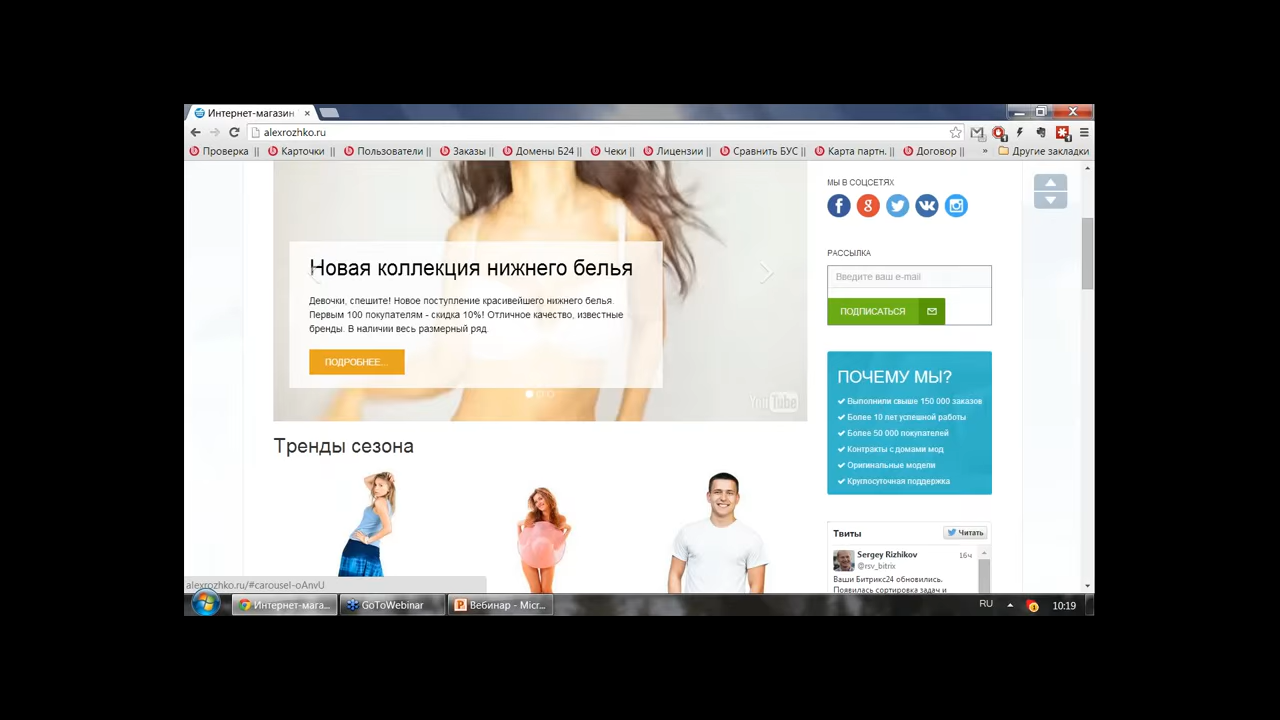 Интернет-магазин
alexrozhko.ru
Проверка || Карточки || Пользователи || Заказы || Домены Б24 || Чеки || Лицензии || Сравнить БУС || Карта партн. || Договор || » Другие закладки
Новая коллекция нижнего белья
Девочки, спешите! Новое поступление красивейшего нижнего белья.
Первым 100 покупателям - скидка 10%! Отличное качество, известные
бренды. В наличии весь размерный ряд.
ПОДРОБНЕЕ...
YouTube
Тренды сезона
МЫ В СОЦСЕТЯХ
РАССЫЛКА
Введите ваш e-mail
ПОДПИСАТЬСЯ
ПОЧЕМУ МЫ?
Выполнили свыше 150 000 заказов
Более 10 лет успешной работы
Более 50 000 покупателей
Контракты с домами мод
Оригинальные модели
Круглосуточная поддержка
Твиты Читать
Sergey Rizhikov 16ч
@rsv_bitrix
Ваши Битрикс24 обновились.
Появилась сортировка задач и
alexrozhko.ru/#carousel-oAnvU
Интернет-мага... GoToWebinar Вебинар - Micr... RU 10:19